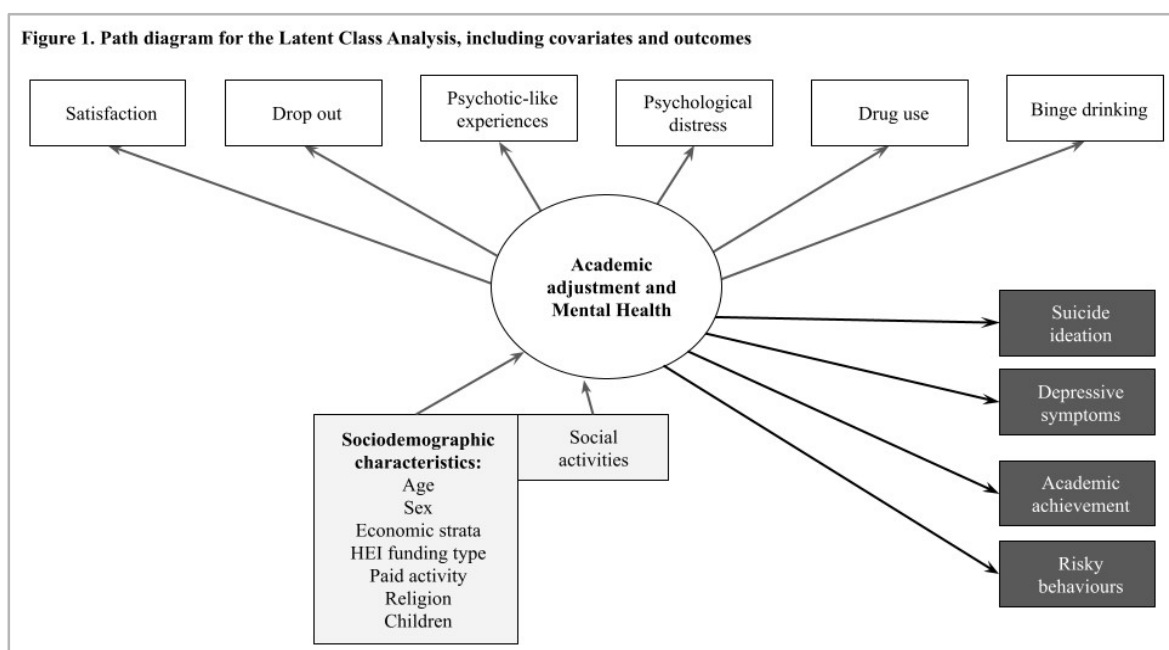 Figure 1. Path diagram for the Latent Class Analysis, including covariates and outcomes
Satisfaction
Drop out
Psychotic-like
experiences
Psychological
distress
Drug use
Binge drinking
Academic
adjustment and
Mental Health
Suicide
ideation
Depressive
symptoms
Academic
achievement
Risky
behaviours
Sociodemographic
characteristics:
Age
Sex
Economic strata
HEI funding type
Paid activity
Religion
Children
Social
activities